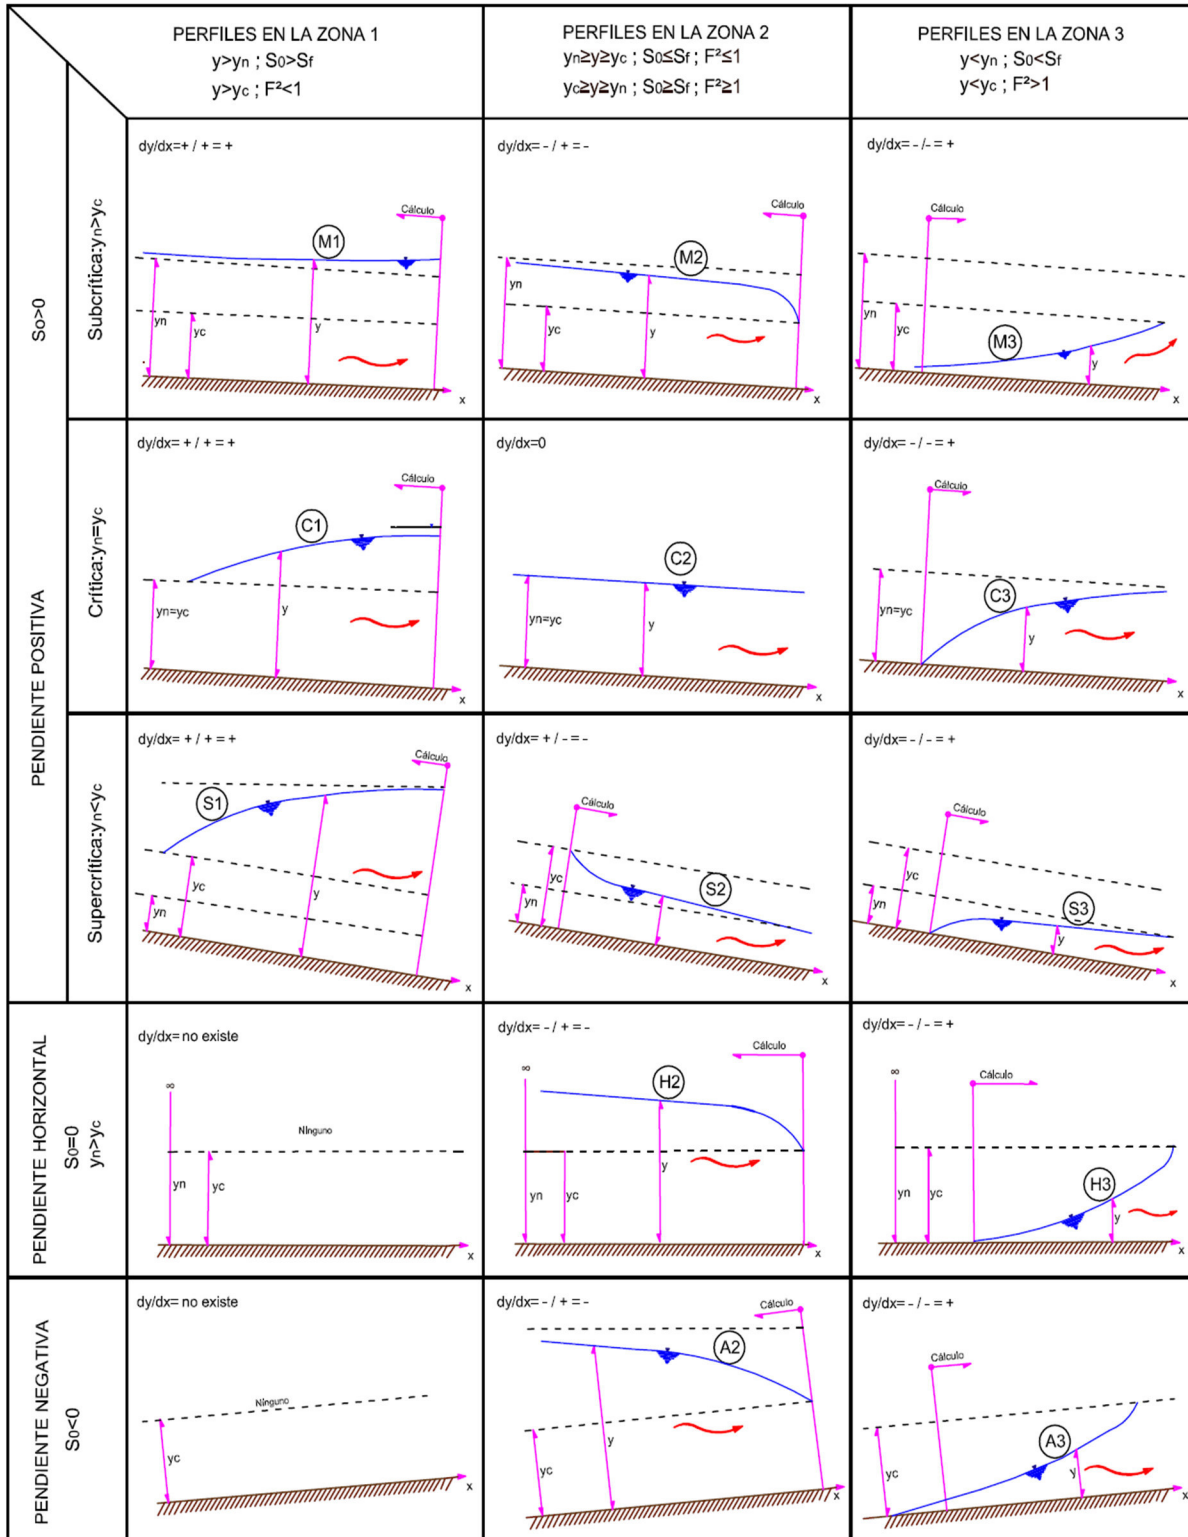 PERFILES EN LA ZONA 1
y>yn ; S0>Sf
y>yc ; F²<1
PERFILES EN LA ZONA 2
yn≥y≥yc ; S0≤Sf ; F²≤1
yc≥y≥yn ; S0≥Sf ; F²≥1
PERFILES EN LA ZONA 3
y<yn ; S0<Sf
y<yc ; F²>1
PENDIENTE POSITIVA
S0>0
Subcrítica:yn>yc
dy/dx=+ / + = +
Cálculo
M1
yn
yc
y
x
dy/dx= - / + = -
Cálculo
M2
yn
yc
y
x
dy/dx= - /- = +
Cálculo
yn
yc
M3
y
x
Crítica:yn=yc
dy/dx= + / + = +
Cálculo
C1
yn=yc
y
x
dy/dx=0
C2
yn=yc
y
x
dy/dx= - / - = +
Cálculo
C3
yn=yc
y
x
Supercrítica:yn<yc
dy/dx= + / + = +
Cálculo
S1
yc
y
yn
x
dy/dx= + / - = -
Cálculo
yc
yn
S2
y
x
dy/dx= - / - = +
Cálculo
yc
yn
S3
y
x
PENDIENTE HORIZONTAL
S0=0
yn>yc
dy/dx= no existe
∞
Ninguno
yn
yc
x
dy/dx= - / + = -
Cálculo
∞
H2
y
yn
yc
x
dy/dx= - / - = +
∞
Cálculo
yn
yc
H3
y
x
PENDIENTE NEGATIVA
S0<0
dy/dx= no existe
Ninguno
yc
x
dy/dx= - / + = -
Cálculo
A2
y
yc
x
dy/dx= - / - = +
Cálculo
A3
yc
y
x